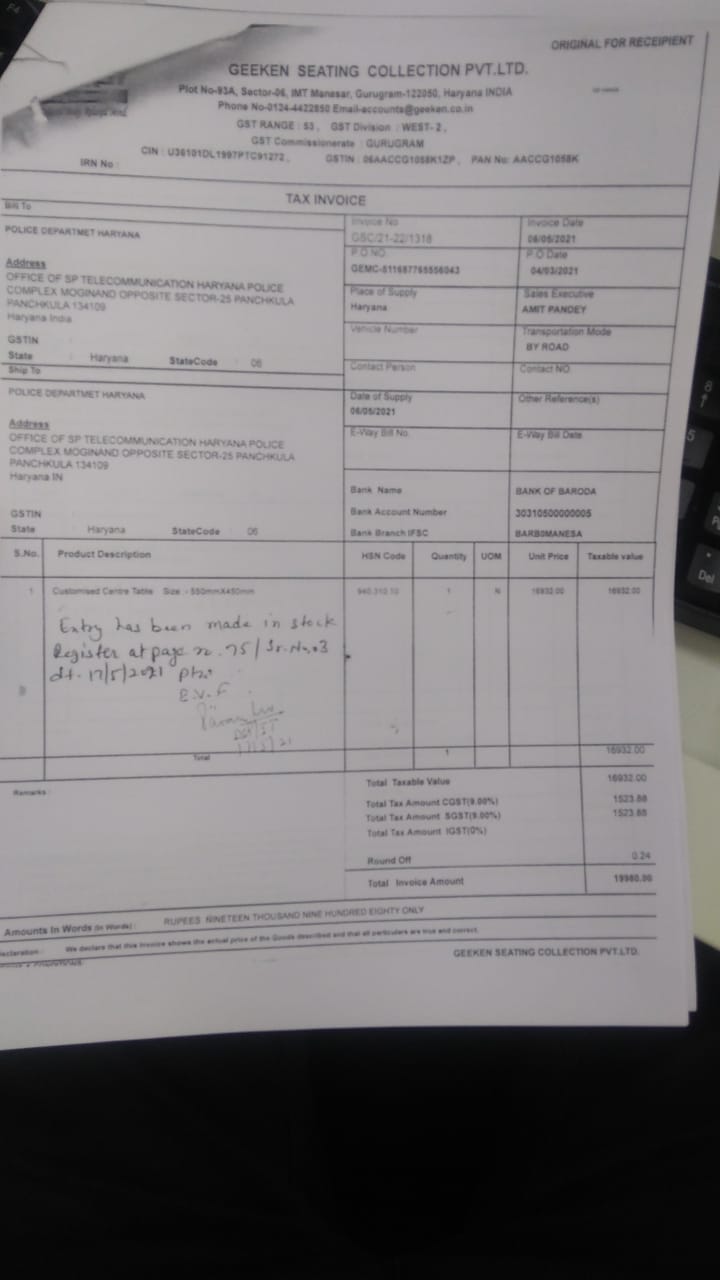 ORIGINAL FOR RECEIPIENT
GEEKEN SEATING COLLECTION PVT.LTD.
Plot No-93A, Sector-06, IMT Manesar, Gurugram-122050, Haryana INDIA
Phone No-0124-4422850 Email-accounts@geeken.co.in
GST RANGE : 53, GST Division : WEST- 2,
GST Commissionerate : GURUGRAM
CIN : U36101DL1997PTC91272, GSTIN : 06AACCG1058K1ZP, PAN No: AACCG1058K
IRN No :
TAX INVOICE
Bill To
POLICE DEPARTMET HARYANA
Address
OFFICE OF SP TELECOMMUNICATION HARYANA POLICE
COMPLEX MOGINAND OPPOSITE SECTOR-25 PANCHKULA
PANCHKULA 134109
Haryana India
GSTIN
State : Haryana StateCode : 06
Invoice No
GSC/21-22/1318
Invoice Date
06/05/2021
P.O NO.
GEMC-511687765556043
P.O Date
04/03/2021
Place of Supply
Haryana
Sales Executive
AMIT PANDEY
Vehicle Number
Transportation Mode
BY ROAD
Contact Person
Contact NO.
Ship To
POLICE DEPARTMET HARYANA
Address
OFFICE OF SP TELECOMMUNICATION HARYANA POLICE
COMPLEX MOGINAND OPPOSITE SECTOR-25 PANCHKULA
PANCHKULA 134109
Haryana IN
GSTIN
State : Haryana StateCode : 06
Date of Supply
06/05/2021
Other Reference(s)
E-Way Bill No.
E-Way Bill Date
Bank Name BANK OF BARODA
Bank Account Number 30310500000005
Bank Branch IFSC BARB0MANESA
S.No. Product Description HSN Code Quantity UOM Unit Price Taxable value
1 Customised Centre Table Size :- 550mmX450mm 940.310.10 1 N 16932.00 16932.00
Entry has been made in stock
Register at page n. 75/Sr.No.03
dt. 17/5/2021
Total 1 16932.00
Remarks :
Total Taxable Value 16932.00
Total Tax Amount CGST(9.00%) 1523.88
Total Tax Amount SGST(9.00%) 1523.88
Total Tax Amount IGST(0%)
Round Off 0.24
Total Invoice Amount 19980.00
Amounts In Words (In Words) : RUPEES NINETEEN THOUSAND NINE HUNDRED EIGHTY ONLY
Declaration : We declare that this invoice shows the actual price of the Goods described and that all particulars are true and correct.
GEEKEN SEATING COLLECTION PVT.LTD.